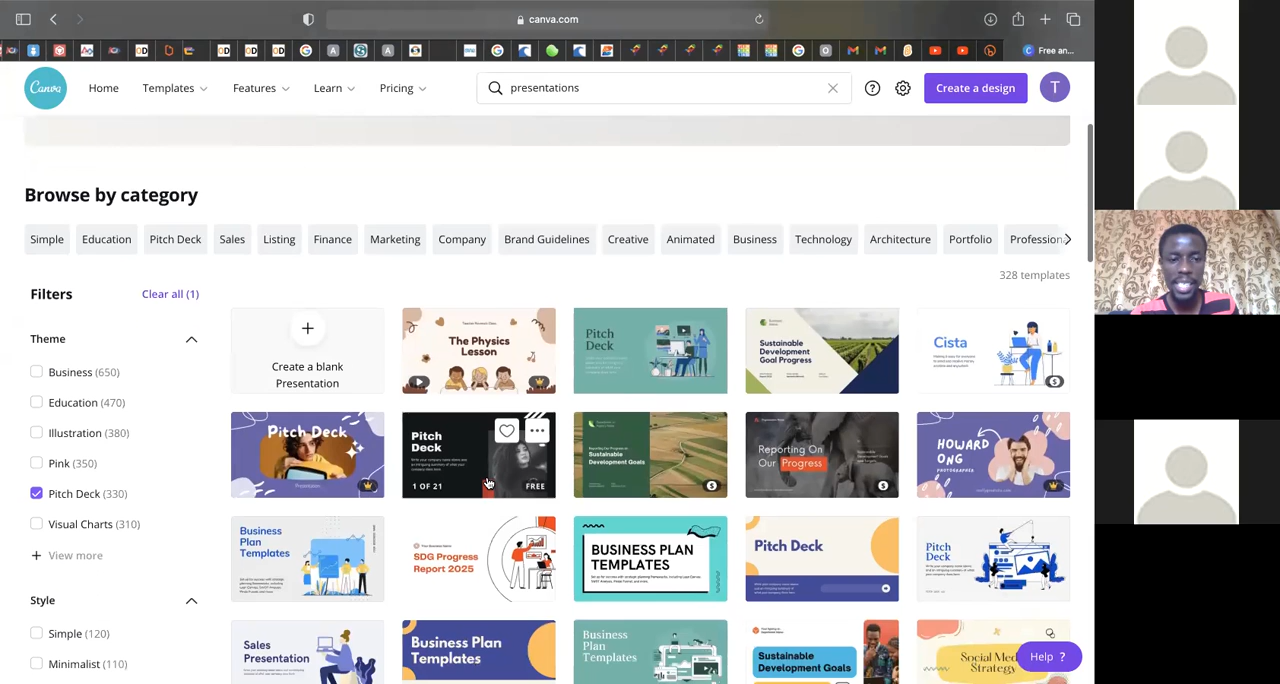 canva.com
Free an...
Canva
Home
Templates
Features
Learn
Pricing
presentations
Create a design
T
Browse by category
Simple
Education
Pitch Deck
Sales
Listing
Finance
Marketing
Company
Brand Guidelines
Creative
Animated
Business
Technology
Architecture
Portfolio
Profession
328 templates
Filters
Clear all (1)
Theme
Business (650)
Education (470)
Illustration (380)
Pink (350)
Pitch Deck (330)
Visual Charts (310)
+ View more
Style
Simple (120)
Minimalist (110)
Create a blank
Presentation
The Physics
Lesson
Pitch
Deck
Sustainable
Development
Goal Progress
Cista
Pitch Deck
Presentation
Pitch
Deck
1 OF 21
FREE
Sustainable
Development Goals
Reporting On
Our Progress
HOWARD
ONG
PHOTOGRAPHER
Business
Plan
Templates
SDG Progress
Report 2025
BUSINESS PLAN
TEMPLATES
Pitch Deck
Pitch
Deck
Sales
Presentation
Business Plan
Templates
Business
Plan
Templates
Sustainable
Development Goals
Social Med
Strategy
Help ?